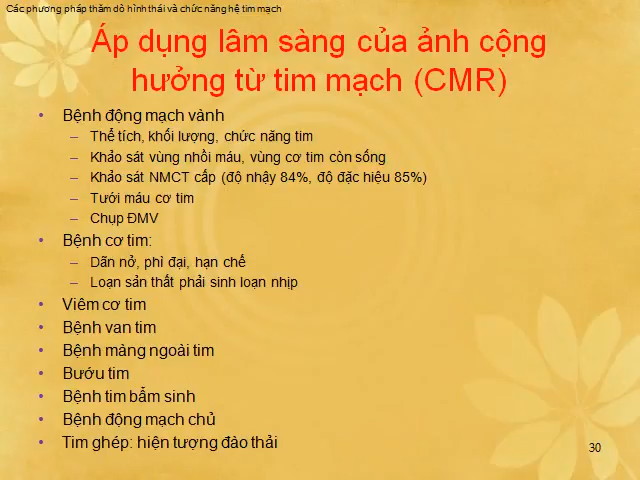 Các phương pháp thăm dò hình thái và chức năng hệ tim mạch
Áp dụng lâm sàng của ảnh cộng
hưởng từ tim mạch (CMR)
• Bệnh động mạch vành
– Thể tích, khối lượng, chức năng tim
– Khảo sát vùng nhồi máu, vùng cơ tim còn sống
– Khảo sát NMCT cấp (độ nhậy 84%, độ đặc hiệu 85%)
– Tưới máu cơ tim
– Chụp ĐMV
• Bệnh cơ tim:
– Dãn nở, phì đại, hạn chế
– Loạn sản thất phải sinh loạn nhịp
• Viêm cơ tim
• Bệnh van tim
• Bệnh màng ngoài tim
• Bướu tim
• Bệnh tim bẩm sinh
• Bệnh động mạch chủ
• Tim ghép: hiện tượng đào thải
30